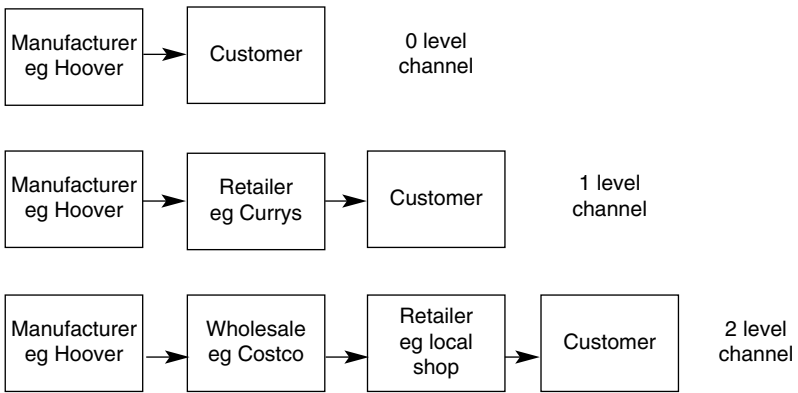 Manufacturer
eg Hoover
Customer
0 level
channel
Manufacturer
eg Hoover
Retailer
eg Currys
Customer
1 level
channel
Manufacturer
eg Hoover
Wholesale
eg Costco
Retailer
eg local
shop
Customer
2 level
channel